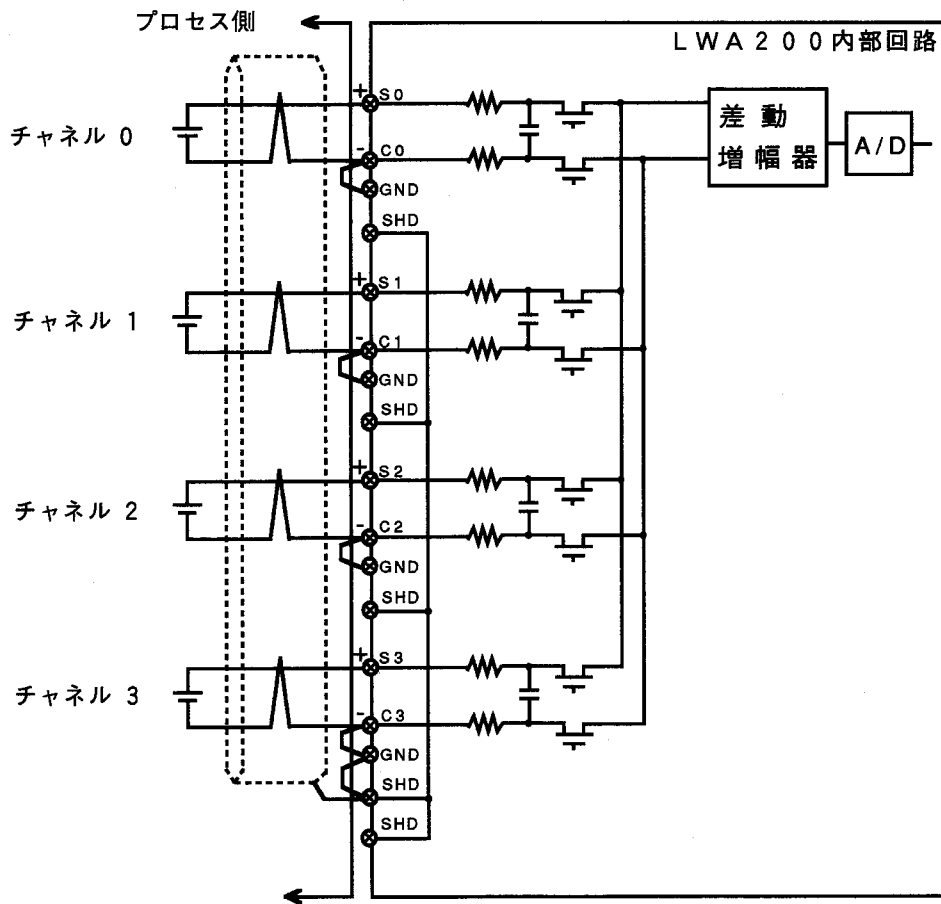 プロセス側
LWA200内部回路
差動
増幅器
A/D
チャネル 0
+ S0
- C0
GND
SHD
チャネル 1
+ S1
- C1
GND
SHD
チャネル 2
+ S2
- C2
GND
SHD
チャネル 3
+ S3
- C3
GND
SHD
SHD